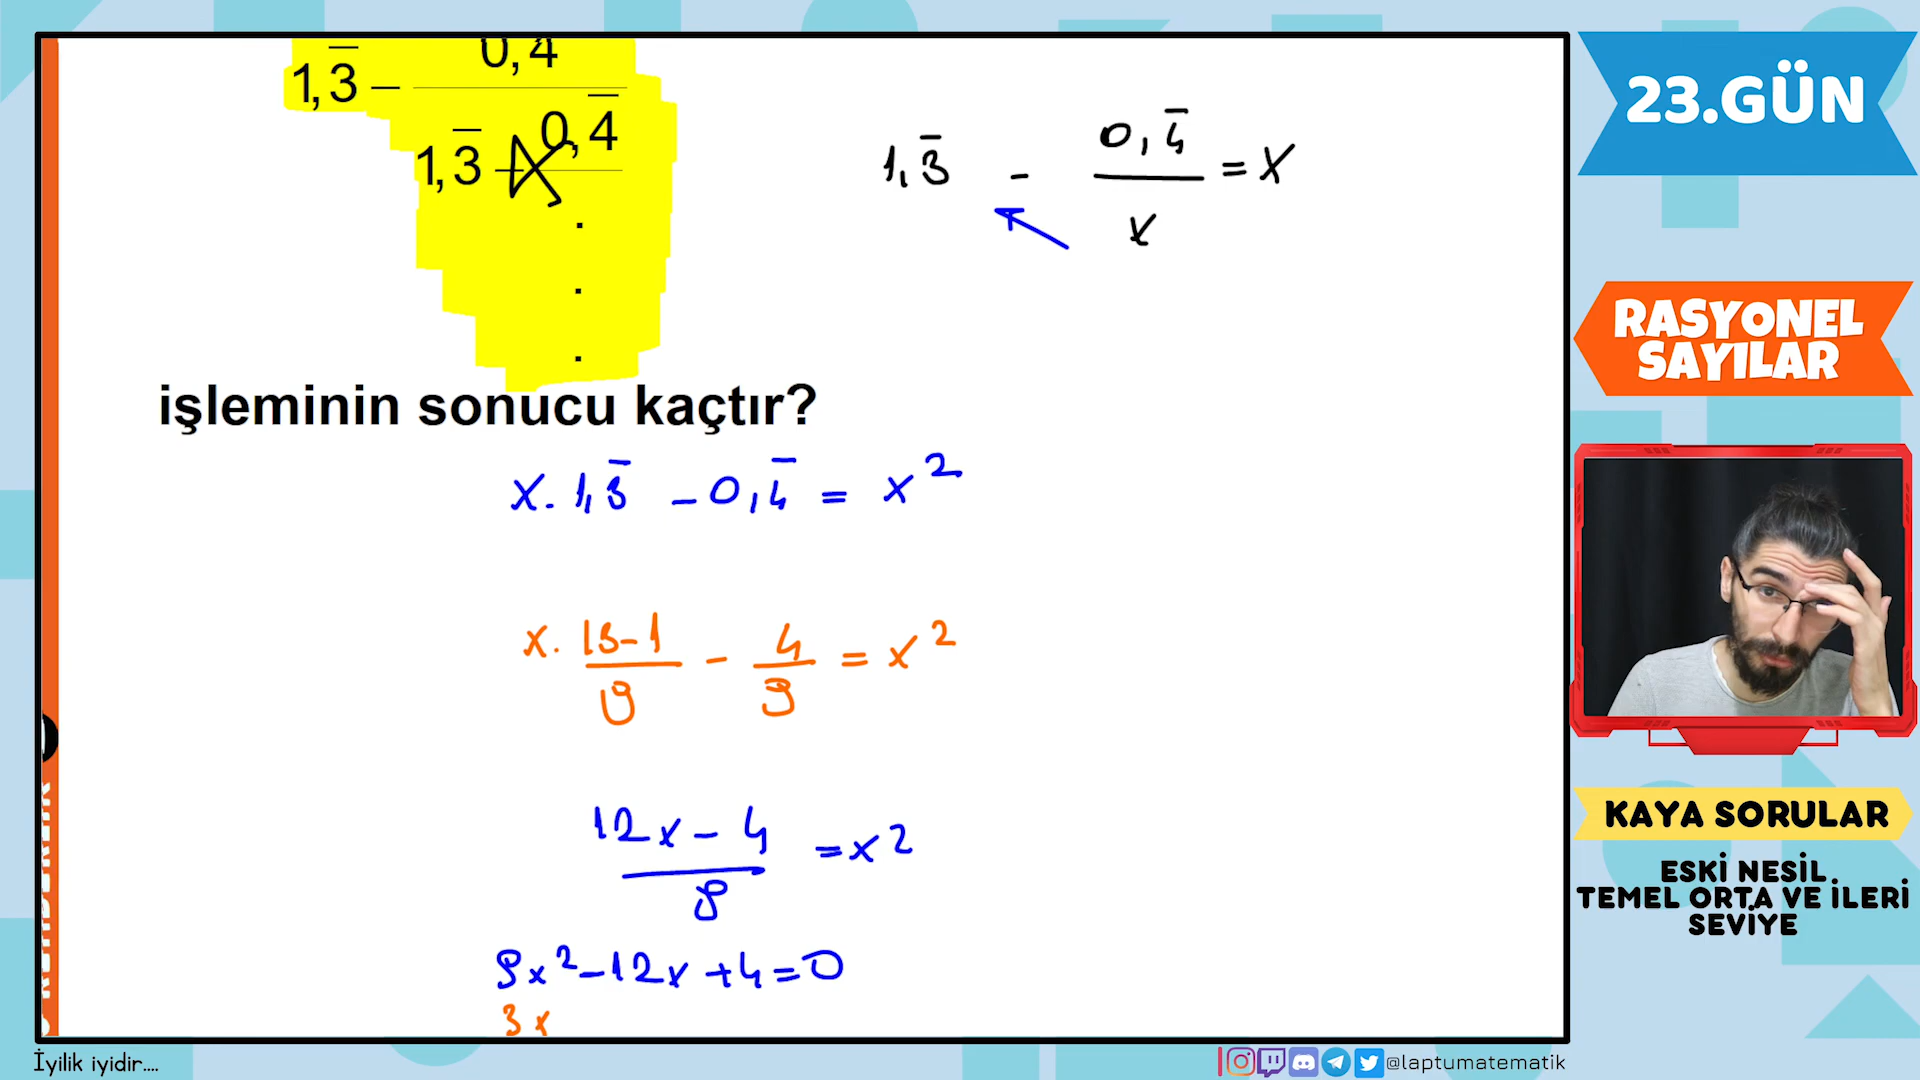 1,3̅ − 0,4 / 1,3̅ − 0,4̅
.
.
.
1,3̅ - 0,4̅ / x = x
işleminin sonucu kaçtır?
x. 1,3̅ - 0,4̅ = x²
x. 13-1 / 9 - 4 / 9 = x²
12x - 4 / 9 = x²
9x² - 12x + 4 = 0
3x
23.GÜN
RASYONEL
SAYILAR
KAYA SORULAR
ESKİ NESİL
TEMEL ORTA VE İLERİ
SEVİYE
İyilik iyidir....
@laptumatematik